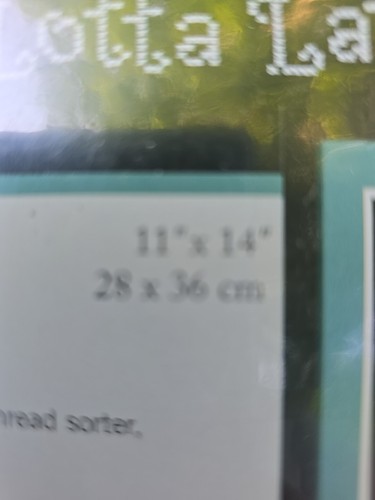 otta La
11" x 14"
28 x 36 cm
hread sorter,